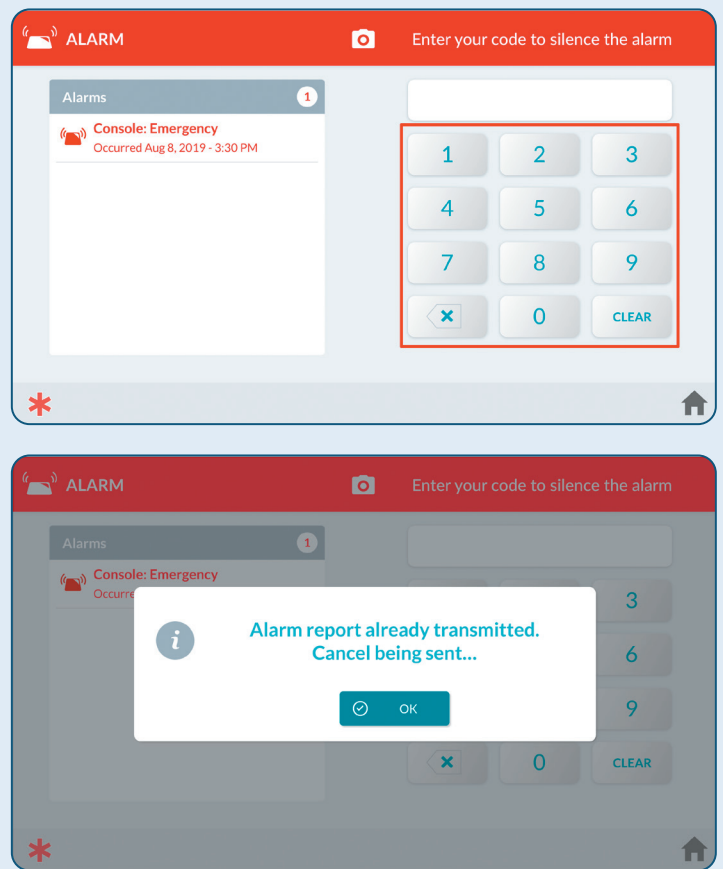 ALARM
Enter your code to silence the alarm
Alarms 1
Console: Emergency
Occurred Aug 8, 2019 - 3:30 PM
1 2 3
4 5 6
7 8 9
0 CLEAR
ALARM
Enter your code to silence the alarm
Alarms 1
Console: Emergency
Occurre
3
Alarm report already transmitted.
Cancel being sent...
6
OK
9
0 CLEAR